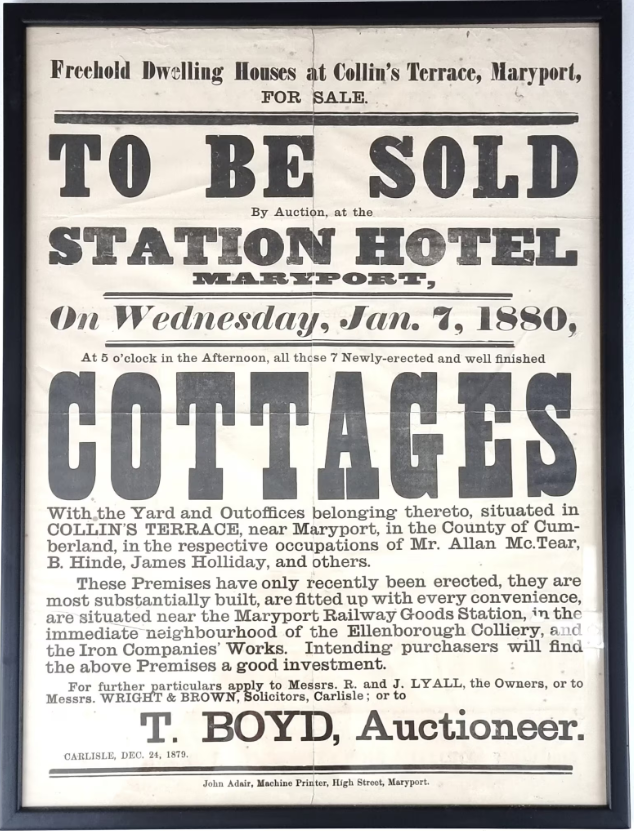 Freehold Dwelling Houses at Collin's Terrace, Maryport,
FOR SALE.
TO BE SOLD
By Auction, at the
STATION HOTEL
MARYPORT,
On Wednesday, Jan. 7, 1880,
At 5 o'clock in the Afternoon, all those 7 Newly-erected and well finished
COTTAGES
With the Yard and Outoffices belonging thereto, situated in
COLLIN'S TERRACE, near Maryport, in the County of Cum-
berland, in the respective occupations of Mr. Allan Mc.Tear,
B. Hinde, James Holliday, and others.
These Premises have only recently been erected, they are
most substantially built, are fitted up with every convenience,
are situated near the Maryport Railway Goods Station, in the
immediate neighbourhood of the Ellenborough Colliery, and
the Iron Companies' Works. Intending purchasers will find
the above Premises a good investment.
For further particulars apply to Messrs. R. and J. LYALL, the Owners, or to
Messrs. WRIGHT & BROWN, Solicitors, Carlisle; or to
T. BOYD, Auctioneer.
CARLISLE, DEC. 24, 1879.
John Adair, Machine Printer, High Street, Maryport.